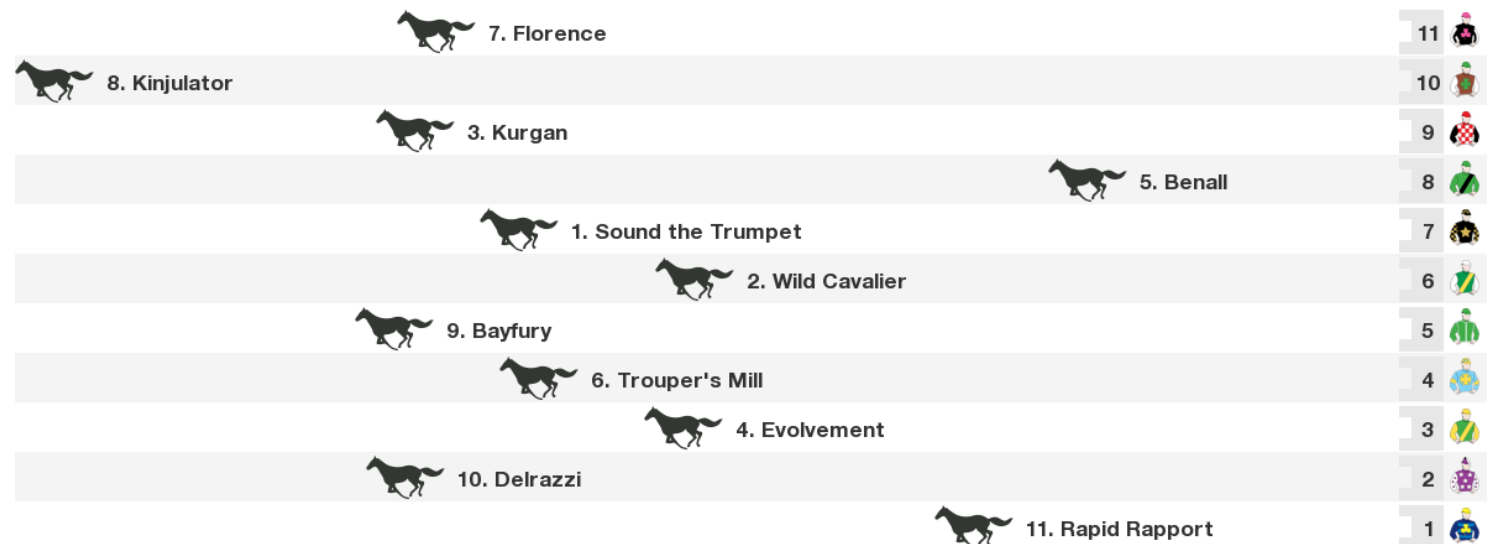 7. Florence 11
8. Kinjulator 10
3. Kurgan 9
5. Benall 8
1. Sound the Trumpet 7
2. Wild Cavalier 6
9. Bayfury 5
6. Trouper's Mill 4
4. Evolvement 3
10. Delrazzi 2
11. Rapid Rapport 1